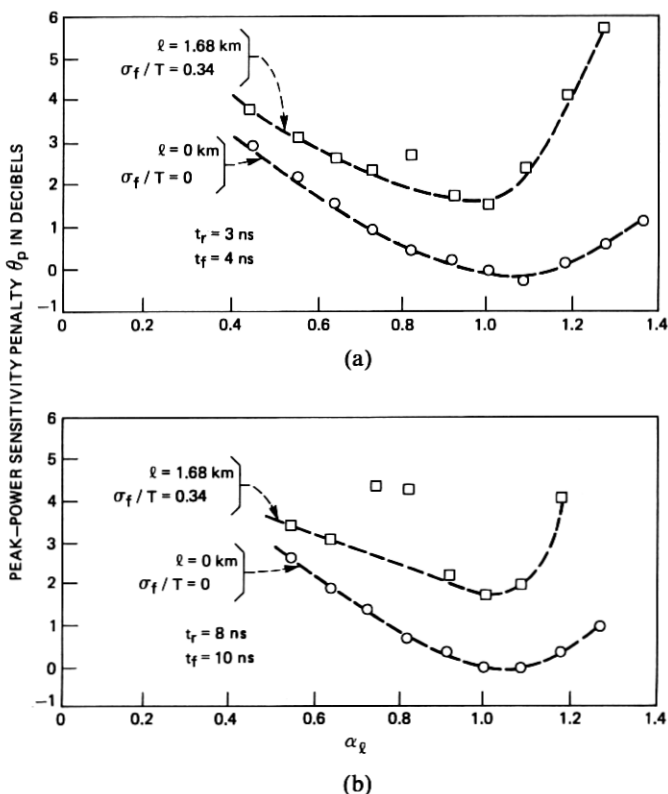 PEAK–POWER SENSITIVITY PENALTY θp IN DECIBELS
6
5
4
3
2
1
0
−1
ℓ = 1.68 km
σf / T = 0.34
ℓ = 0 km
σf / T = 0
tr = 3 ns
tf = 4 ns
0 0.2 0.4 0.6 0.8 1.0 1.2 1.4
(a)
6
5
4
3
2
1
0
−1
ℓ = 1.68 km
σf / T = 0.34
ℓ = 0 km
σf / T = 0
tr = 8 ns
tf = 10 ns
0 0.2 0.4 0.6 0.8 1.0 1.2 1.4
αℓ
(b)